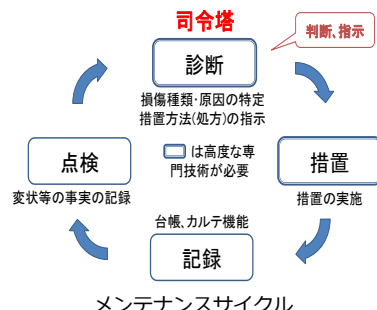 司令塔
判断、指示
診断
損傷種類・原因の特定
措置方法(処方)の指示
点検
変状等の事実の記録
は高度な専
門技術が必要
措置
措置の実施
台帳、カルテ機能
記録
メンテナンスサイクル